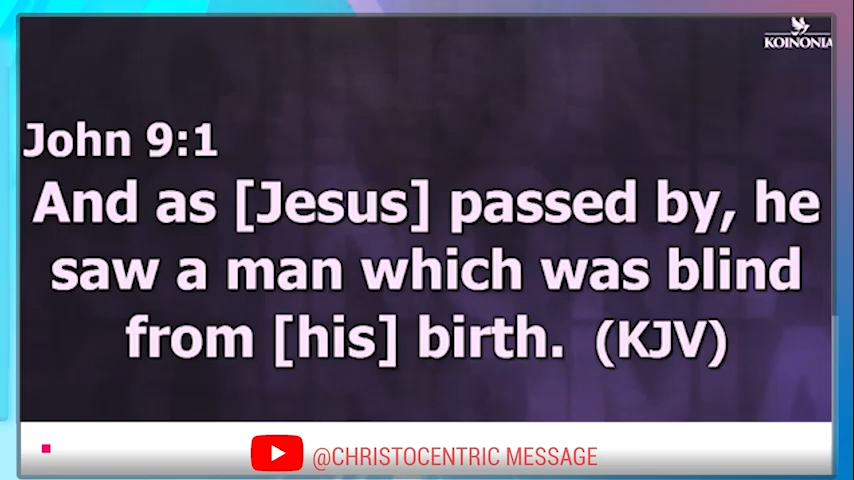 KOINONIA
John 9:1
And as [Jesus] passed by, he
saw a man which was blind
from [his] birth. (KJV)
@CHRISTOCENTRIC MESSAGE